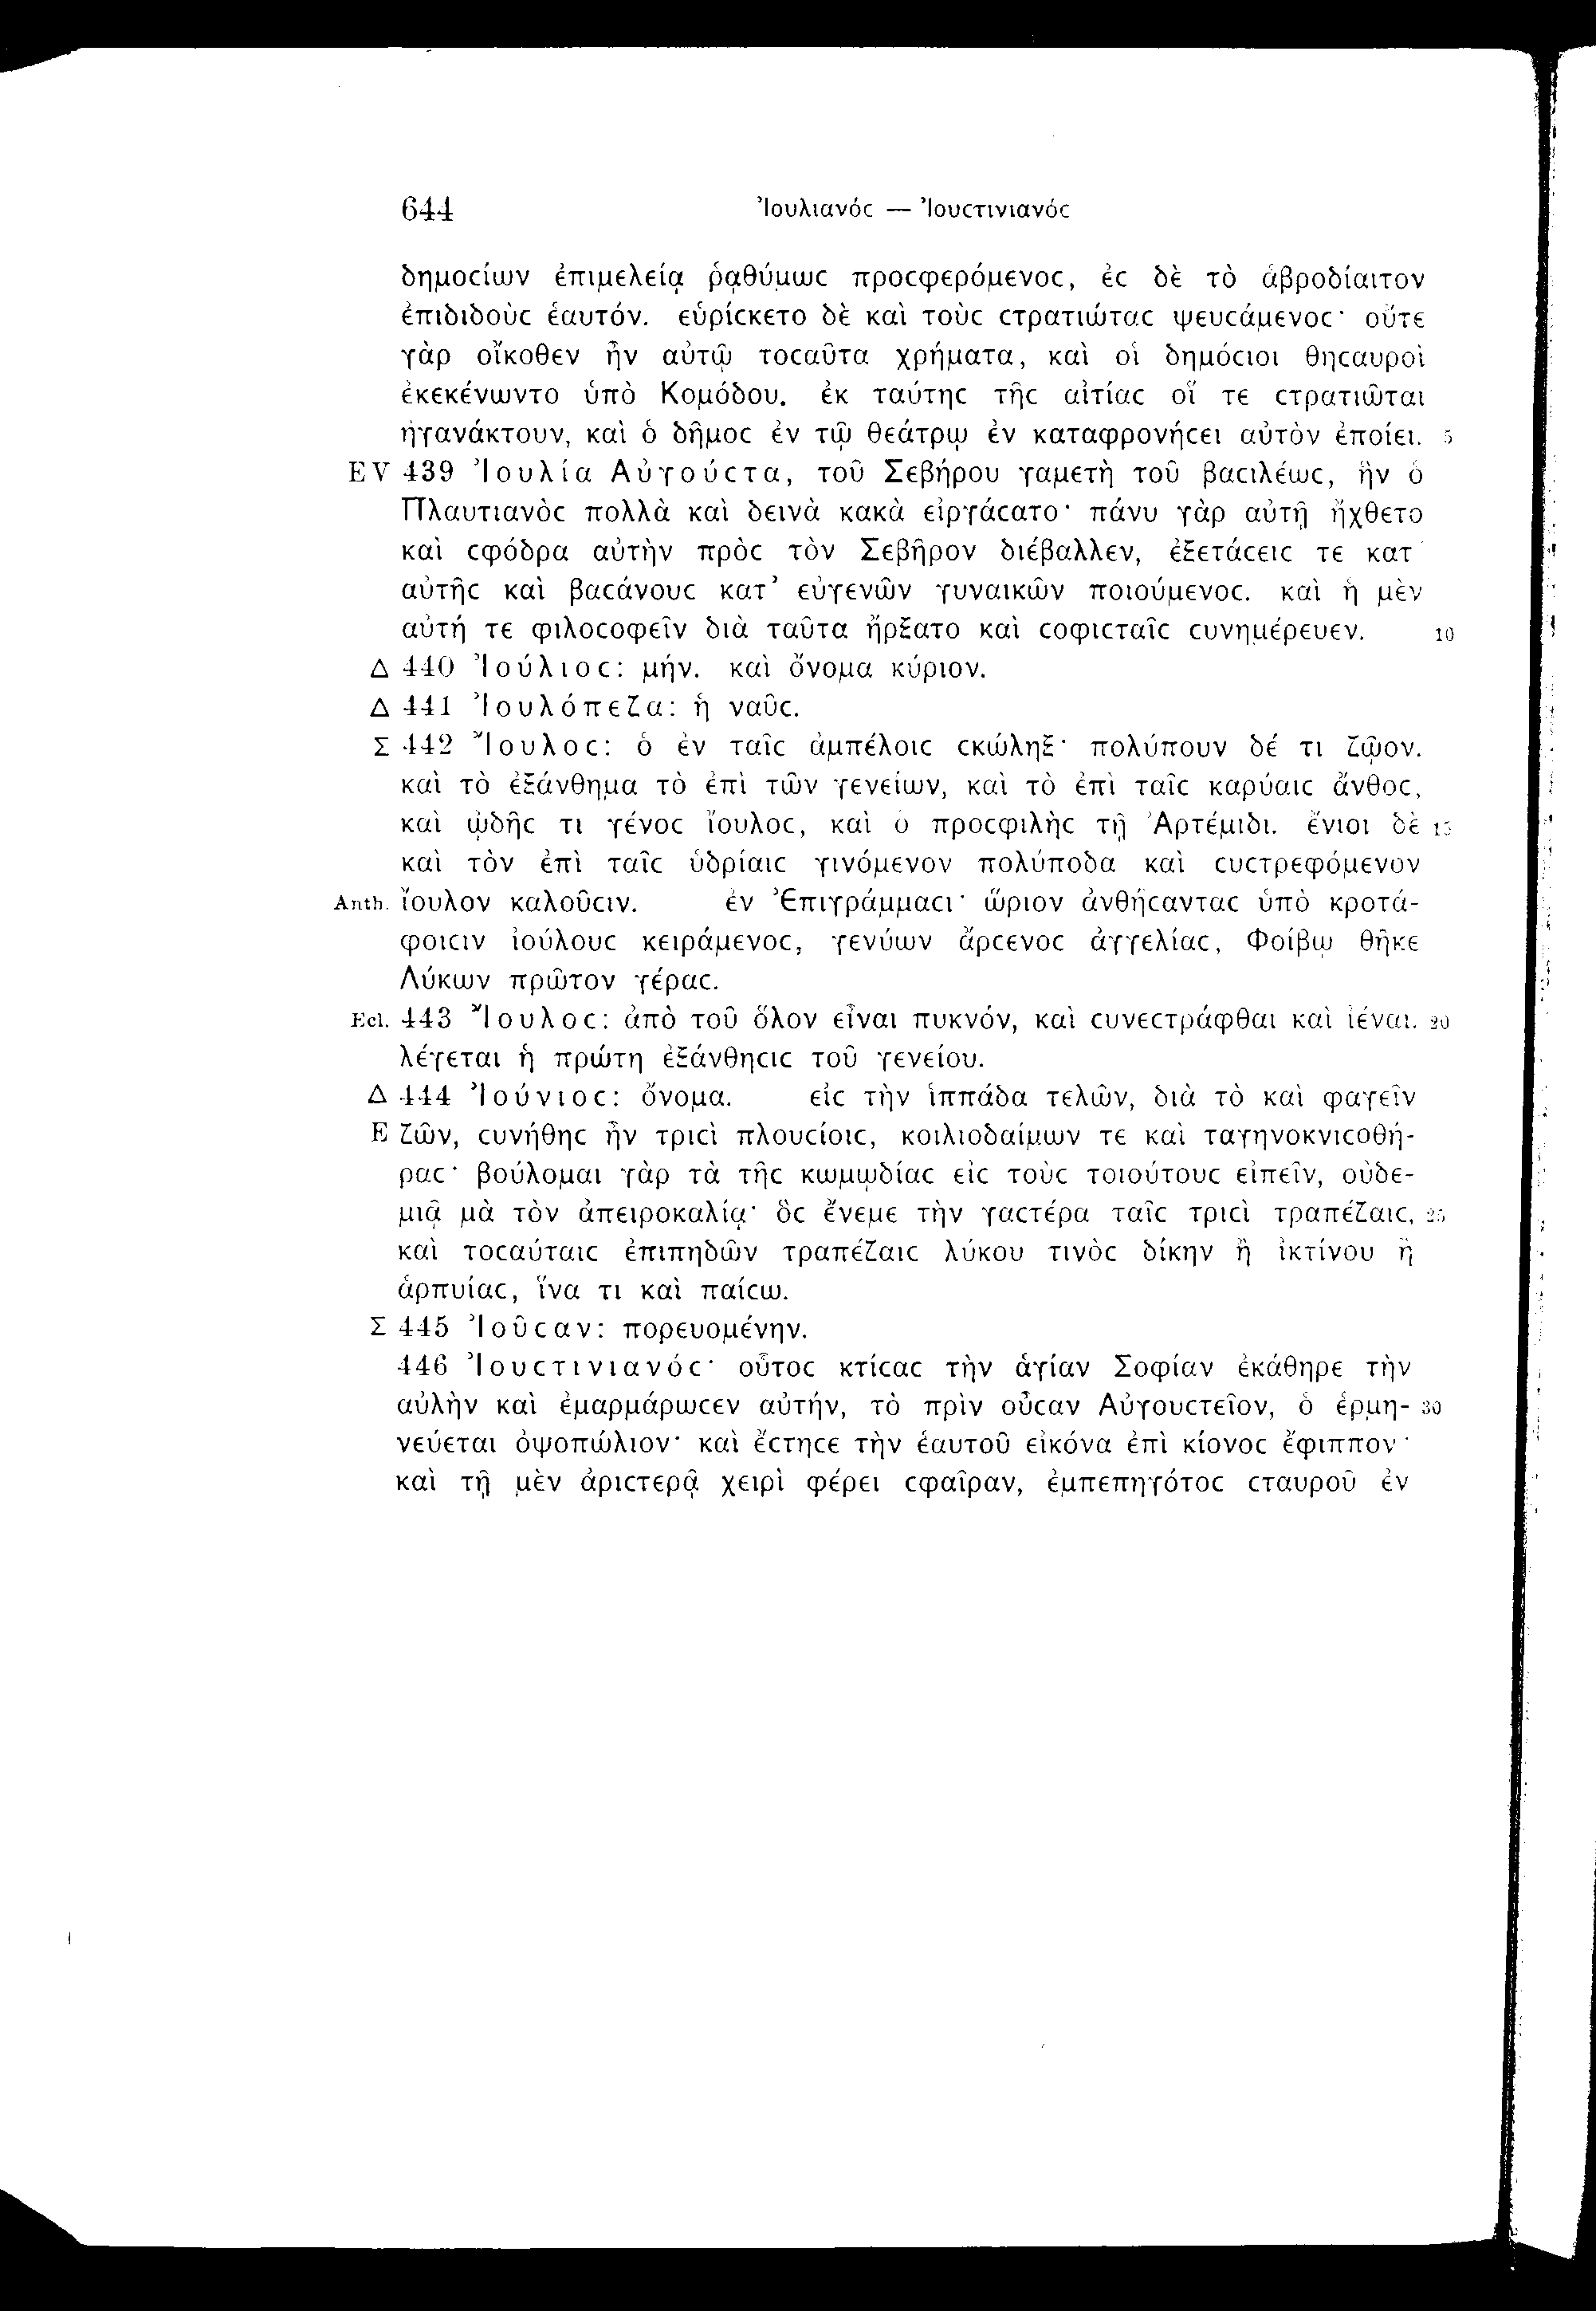 644 Ἰουλιανόϲ — Ἰουϲτινιανόϲ
δημοϲίων ἐπιμελείᾳ ῥᾳθύμωϲ προϲφερόμενοϲ, ἐϲ δὲ τὸ ἁβροδίαιτον
ἐπιδιδοὺϲ ἑαυτόν. εὑρίϲκετο δὲ καὶ τοὺϲ ϲτρατιώταϲ ψευϲάμενοϲ· οὔτε
γὰρ οἴκοθεν ἦν αὐτῷ τοϲαῦτα χρήματα, καὶ οἱ δημόϲιοι θηϲαυροὶ
ἐκεκένωντο ὑπὸ Κομόδου. ἐκ ταύτηϲ τῆϲ αἰτίαϲ οἵ τε ϲτρατιῶται
ἠγανάκτουν, καὶ ὁ δῆμοϲ ἐν τῷ θεάτρῳ ἐν καταφρονήϲει αὐτὸν ἐποίει. 5
EV 439 Ἰουλία Αὐγούϲτα, τοῦ Σεβήρου γαμετὴ τοῦ βαϲιλέωϲ, ἣν ὁ
Πλαυτιανὸϲ πολλὰ καὶ δεινὰ κακὰ εἰργάϲατο· πάνυ γὰρ αὐτῇ ἤχθετο
καὶ ϲφόδρα αὐτὴν πρὸϲ τὸν Σεβῆρον διέβαλλεν, ἐξετάϲειϲ τε κατ'
αὐτῆϲ καὶ βαϲάνουϲ κατ' εὐγενῶν γυναικῶν ποιούμενοϲ. καὶ ἡ μὲν
αὐτή τε φιλοϲοφεῖν διὰ ταῦτα ἤρξατο καὶ ϲοφιϲταῖϲ ϲυνημέρευεν. 10
Δ 440 Ἰούλιοϲ: μήν. καὶ ὄνομα κύριον.
Δ 441 Ἰουλόπεζα: ἡ ναῦϲ.
Σ 442 Ἴουλοϲ: ὁ ἐν ταῖϲ ἀμπέλοιϲ ϲκώληξ· πολύπουν δέ τι ζῷον.
καὶ τὸ ἐξάνθημα τὸ ἐπὶ τῶν γενείων, καὶ τὸ ἐπὶ ταῖϲ καρύαιϲ ἄνθοϲ,
καὶ ᾠδῆϲ τι γένοϲ ἴουλοϲ, καὶ ὁ προϲφιλὴϲ τῇ Ἀρτέμιδι. ἔνιοι δὲ 15
καὶ τὸν ἐπὶ ταῖϲ ὑδρίαιϲ γινόμενον πολύποδα καὶ ϲυϲτρεφόμενον
Anth. ἴουλον καλοῦϲιν. ἐν Ἐπιγράμμαϲι· ὥριον ἀνθήϲανταϲ ὑπὸ κροτά-
φοιϲιν ἰούλουϲ κειράμενοϲ, γενύων ἄρϲενοϲ ἀγγελίαϲ, Φοίβῳ θῆκε
Λύκων πρῶτον γέραϲ.
Ecl. 443 Ἴουλοϲ: ἀπὸ τοῦ ὅλον εἶναι πυκνόν, καὶ ϲυνεϲτράφθαι καὶ ἰέναι. 20
λέγεται ἡ πρώτη ἐξάνθηϲιϲ τοῦ γενείου.
Δ 444 Ἰούνιοϲ: ὄνομα. εἰϲ τὴν ἱππάδα τελῶν, διὰ τὸ καὶ φαγεῖν
E ζῶν, ϲυνήθηϲ ἦν τριϲὶ πλουϲίοιϲ, κοιλιοδαίμων τε καὶ ταγηνοκνιϲοθή-
ραϲ· βούλομαι γὰρ τὰ τῆϲ κωμῳδίαϲ εἰϲ τοὺϲ τοιούτουϲ εἰπεῖν, οὐδε-
μιᾷ μὰ τὸν ἀπειροκαλίᾳ· ὃϲ ἔνεμε τὴν γαϲτέρα ταῖϲ τριϲὶ τραπέζαιϲ, 25
καὶ τοϲαύταιϲ ἐπιπηδῶν τραπέζαιϲ λύκου τινὸϲ δίκην ἢ ἰκτίνου ἢ
ἁρπυίαϲ, ἵνα τι καὶ παίϲω.
Σ 445 Ἰοῦϲαν: πορευομένην.
446 Ἰουϲτινιανόϲ· οὗτοϲ κτίϲαϲ τὴν ἁγίαν Σοφίαν ἐκάθηρε τὴν
αὐλὴν καὶ ἐμαρμάρωϲεν αὐτήν, τὸ πρὶν οὖϲαν Αὐγουϲτεῖον, ὁ ἑρμη- 30
νεύεται ὀψοπώλιον· καὶ ἔϲτηϲε τὴν ἑαυτοῦ εἰκόνα ἐπὶ κίονοϲ ἔφιππον·
καὶ τῇ μὲν ἀριϲτερᾷ χειρὶ φέρει ϲφαῖραν, ἐμπεπηγότοϲ ϲταυροῦ ἐν